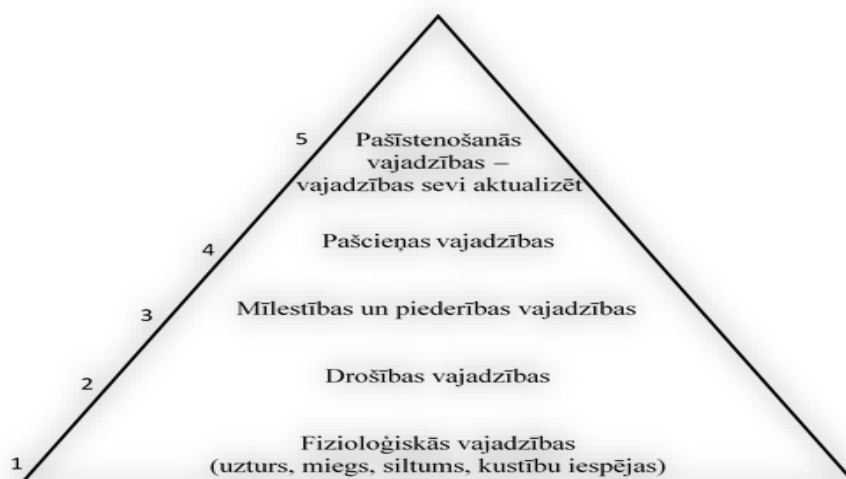 5
Pašīstenošanās
vajadzības –
vajadzības sevi aktualizēt
4
Pašcieņas vajadzības
3
Mīlestības un piederības vajadzības
2
Drošības vajadzības
1
Fizioloģiskās vajadzības
(uzturs, miegs, siltums, kustību iespējas)